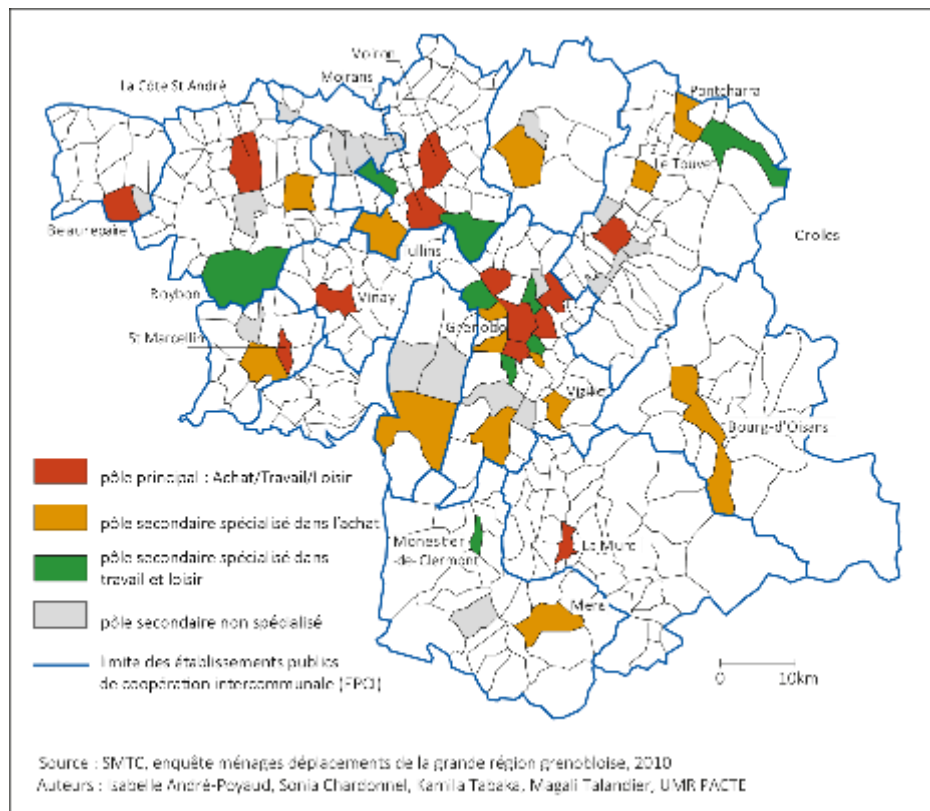 Voiron
Moirans
La Côte St André
Pontcharra
Le Touvet
Beaurepaire
Crolles
ullins
Roybon
Vinay
Grenobl
St Marcellin
Vizille
Bourg-d'Oisans
pôle principal : Achat/Travail/Loisir
pôle secondaire spécialisé dans l'achat
pôle secondaire spécialisé dans
travail et loisir
Monestier
-de-Clermont
La Mure
Mens
pôle secondaire non spécialisé
limite des établissements publics
de coopération intercommunale (EPCI)
0 10km
Source : SMTC, enquête ménages déplacements de la grande région grenobloise, 2010
Auteurs : Isabelle André-Poyaud, Sonia Chardonnel, Kamila Tabaka, Magali Talandier, UMR PACTE